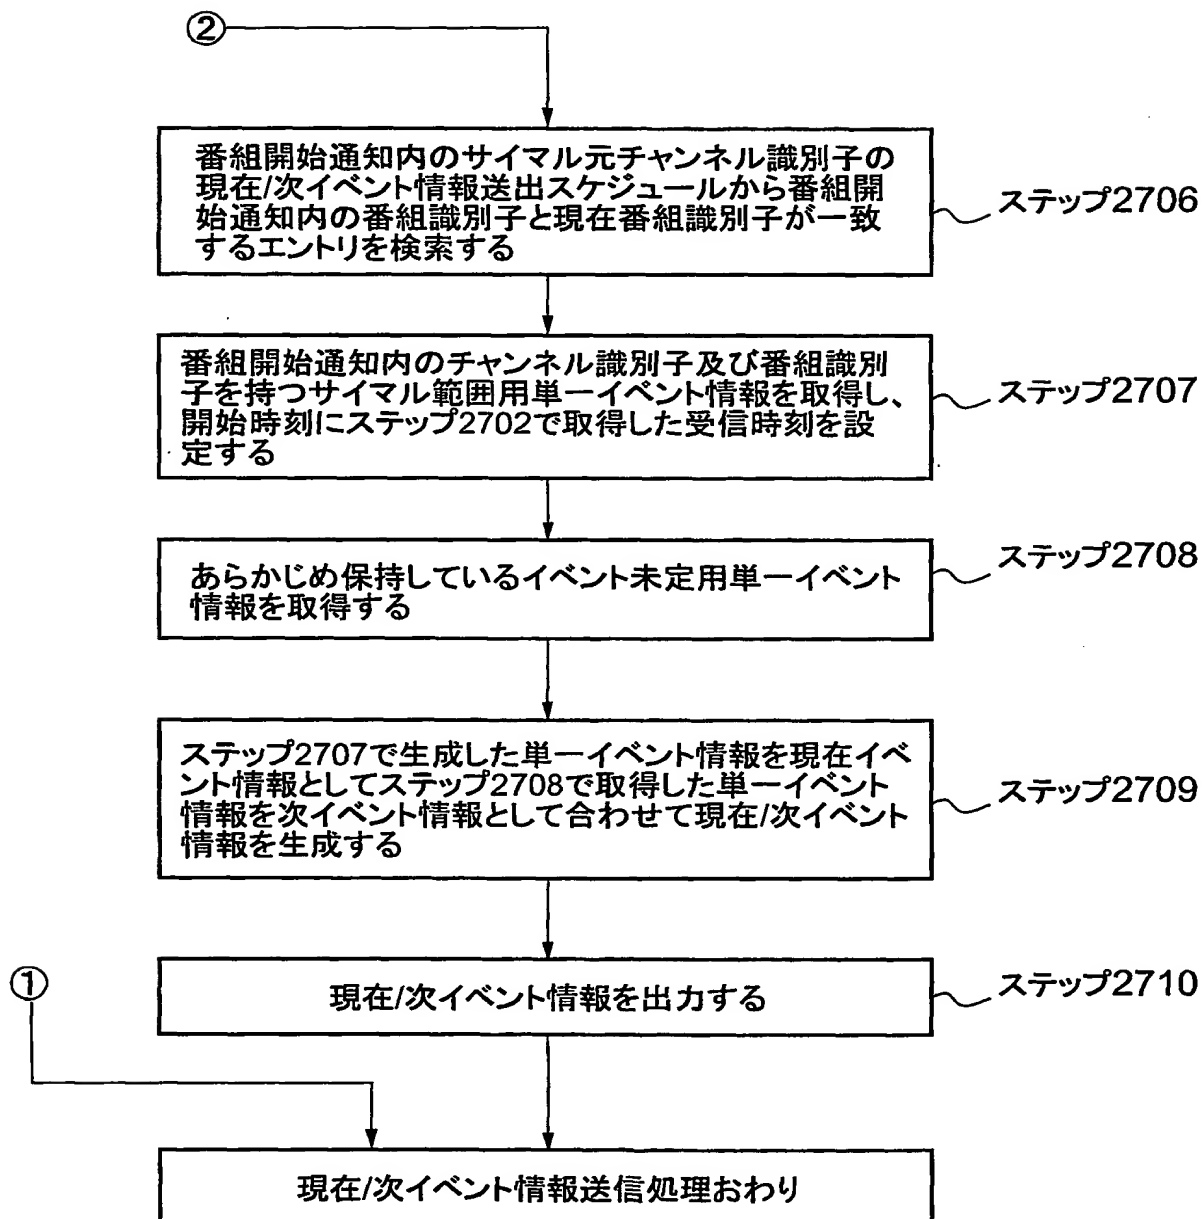 ②
番組開始通知内のサイマル元チャンネル識別子の
現在/次イベント情報送出スケジュールから番組開
始通知内の番組識別子と現在番組識別子が一致
するエントリを検索する
ステップ2706
番組開始通知内のチャンネル識別子及び番組識別
子を持つサイマル範囲用単一イベント情報を取得し、
開始時刻にステップ2702で取得した受信時刻を設
定する
ステップ2707
あらかじめ保持しているイベント未定用単一イベント
情報を取得する
ステップ2708
ステップ2707で生成した単一イベント情報を現在イベ
ント情報としてステップ2708で取得した単一イベント
情報を次イベント情報として合わせて現在/次イベント
情報を生成する
ステップ2709
①
現在/次イベント情報を出力する
ステップ2710
現在/次イベント情報送信処理おわり